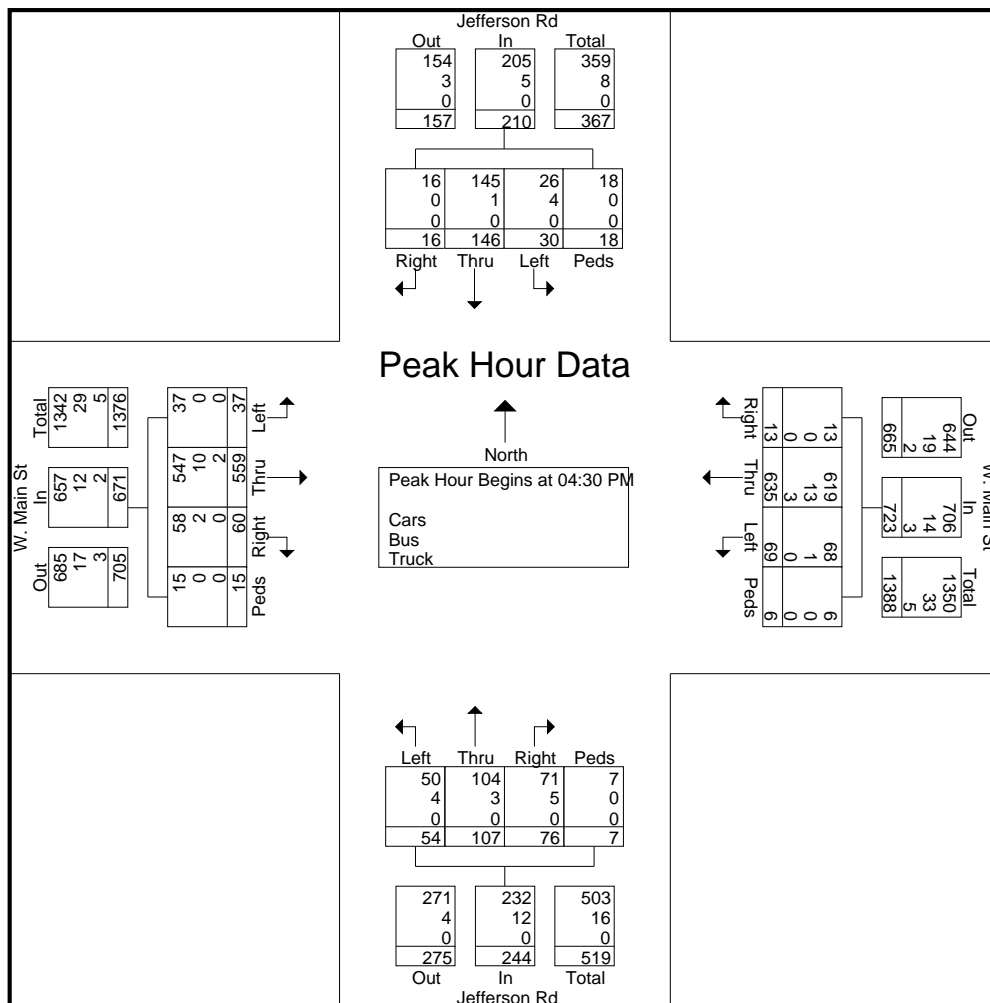 Jefferson Rd
Out In Total
154 205 359
3 5 8
0 0 0
157 210 367
16 145 26 18
0 1 4 0
0 0 0 0
16 146 30 18
Right Thru Left Peds
Peak Hour Data
North
Peak Hour Begins at 04:30 PM
Cars
Bus
Truck
W. Main St
Total In Out
1342 657 685
29 12 17
5 2 3
1376 671 705
37 547 58 15
0 10 2 0
0 2 0 0
37 559 60 15
Left Thru Right Peds
W. Main St
Out In Total
644 706 1350
19 14 33
2 3 5
665 723 1388
13 619 68 6
0 13 1 0
0 3 0 0
13 635 69 6
Right Thru Left Peds
Left Thru Right Peds
50 104 71 7
4 3 5 0
0 0 0 0
54 107 76 7
271 232 503
4 12 16
0 0 0
275 244 519
Out In Total
Jefferson Rd